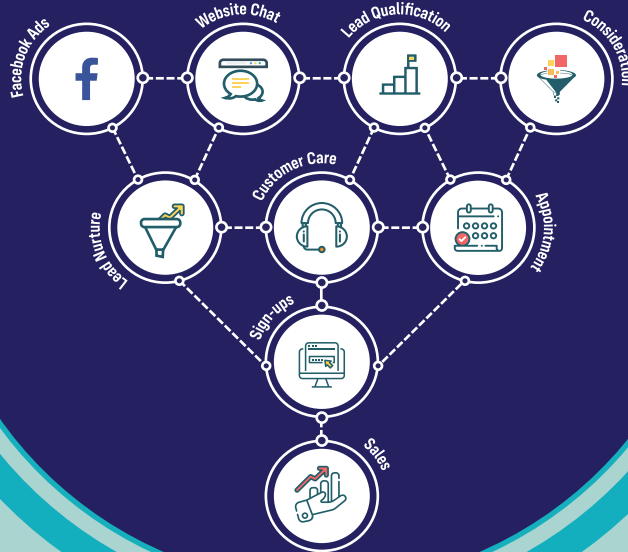 Facebook Ads
Website Chat
Lead Qualification
Consideration
Lead Nurture
Customer Care
Appointment
Sign-ups
Sales